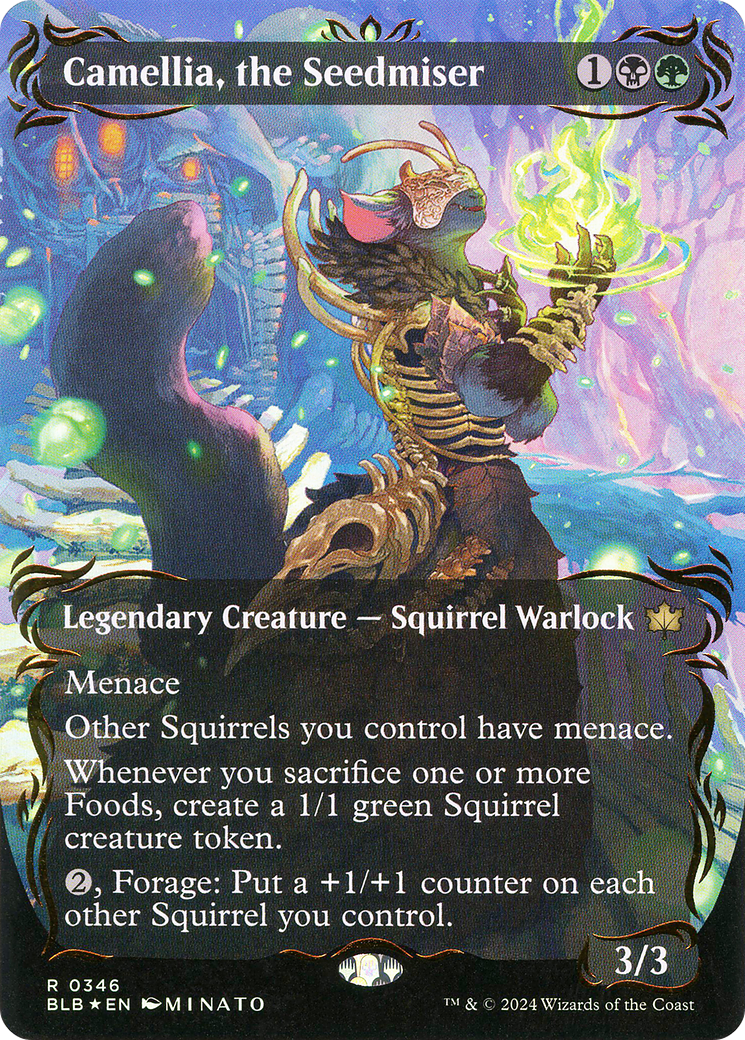 Camellia, the Seedmiser 1
Legendary Creature — Squirrel Warlock
Menace
Other Squirrels you control have menace.
Whenever you sacrifice one or more
Foods, create a 1/1 green Squirrel
creature token.
2, Forage: Put a +1/+1 counter on each
other Squirrel you control.
3/3
R 0346
BLB ★ EN MINATO
™ & © 2024 Wizards of the Coast